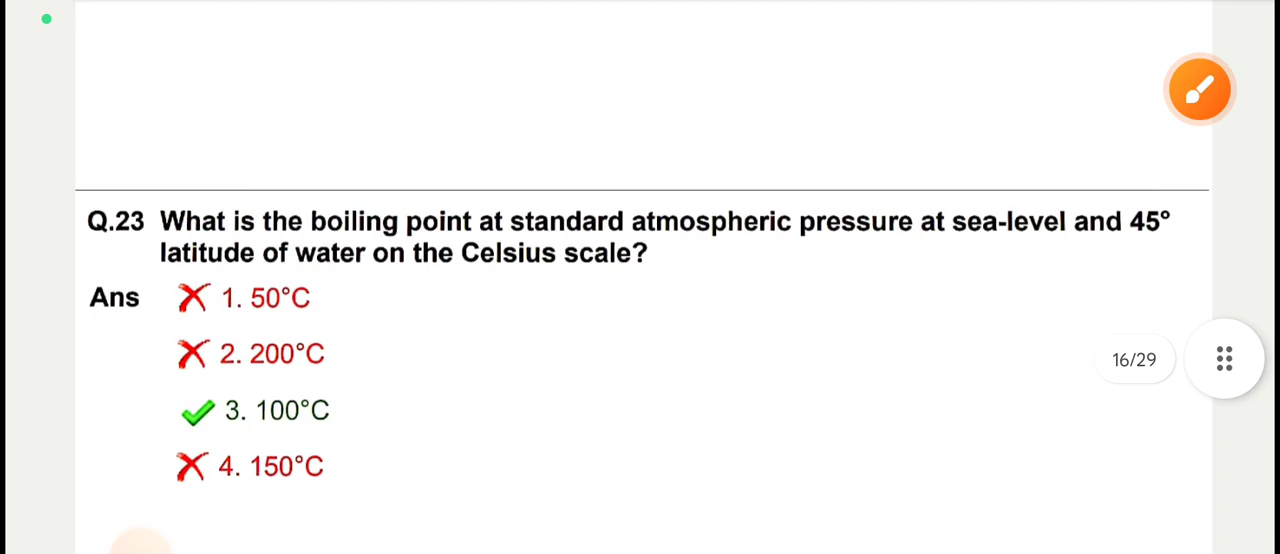 Q.23 What is the boiling point at standard atmospheric pressure at sea-level and 45°
latitude of water on the Celsius scale?
Ans 1. 50°C
2. 200°C
16/29
3. 100°C
4. 150°C